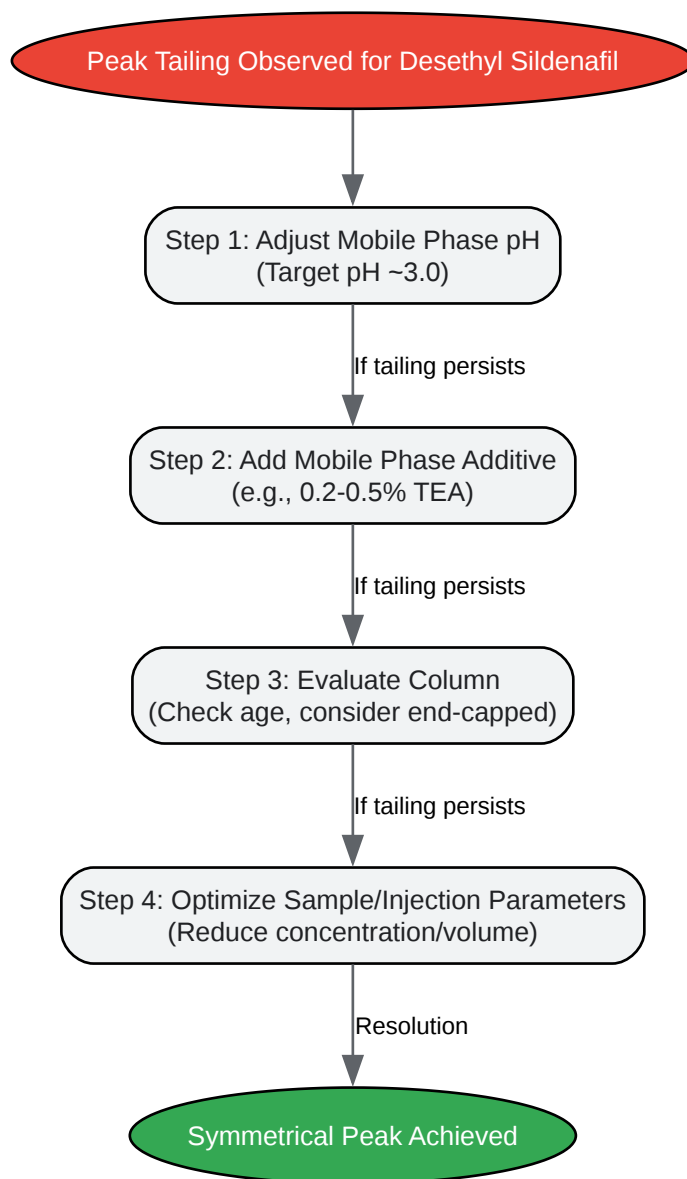 Peak Tailing Observed for Desethyl Sildenafil
Step 1: Adjust Mobile Phase pH
(Target pH ~3.0)
If tailing persists
Step 2: Add Mobile Phase Additive
(e.g., 0.2-0.5% TEA)
If tailing persists
Step 3: Evaluate Column
(Check age, consider end-capped)
If tailing persists
Step 4: Optimize Sample/Injection Parameters
(Reduce concentration/volume)
Resolution
Symmetrical Peak Achieved